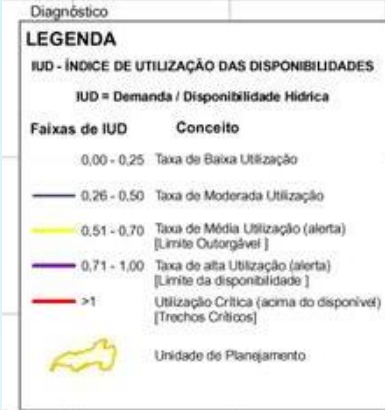 Diagnóstico
LEGENDA
IUD - ÍNDICE DE UTILIZAÇÃO DAS DISPONIBILIDADES
IUD = Demanda / Disponibilidade Hídrica
Faixas de IUD Conceito
0,00 - 0,25 Taxa de Baixa Utilização
0,26 - 0,50 Taxa de Moderada Utilização
0,51 - 0,70 Taxa de Média Utilização (alerta)
[Limite Outorgável ]
0,71 - 1,00 Taxa de alta Utilização (alerta)
[Limite da disponibilidade ]
>1 Utilização Crítica (acima do disponível)
[Trechos Críticos]
Unidade de Planejamento